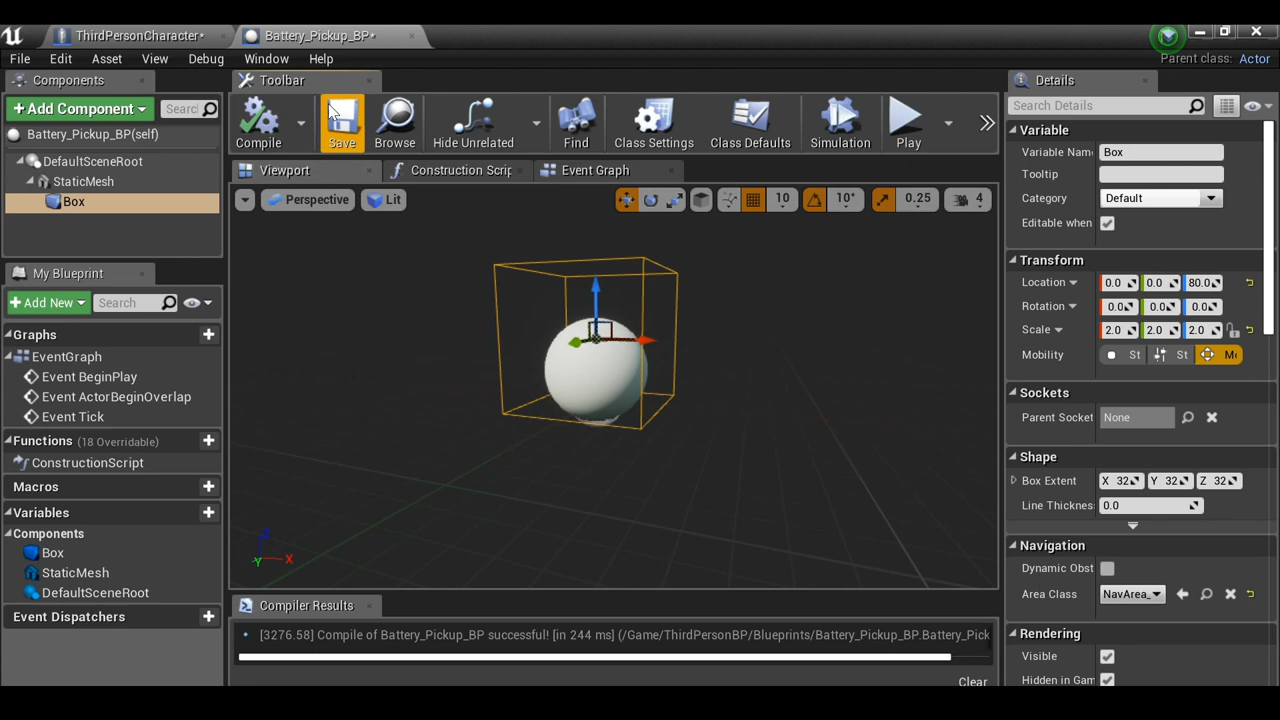 ThirdPersonCharacter*
Battery_Pickup_BP*
File Edit Asset View Window Help
Parent class: Actor
Components
+Add Component
Searc
Battery_Pickup_BP(self)
DefaultSceneRoot
StaticMesh
Box
My Blueprint
+Add New
Search
Graphs
EventGraph
Event BeginPlay
Event ActorBeginOverlap
Event Tick
Functions (18 Overridable)
ConstructionScript
Macros
Variables
Components
Box
StaticMesh
DefaultSceneRoot
Event Dispatchers
Toolbar
Compile Save Browse Hide Unrelated Find Class Settings Class Defaults Simulation Play
Viewport
Construction Scrip
Event Graph
Perspective
Lit
10 10° 0.25 4
Z
X
Y
Compiler Results
[3276.58] Compile of Battery_Pickup_BP successful! [in 244 ms] (/Game/ThirdPersonBP/Blueprints/Battery_Pickup_BP.Battery_Pick
Clear
Details
Search Details
Variable
Variable Nam Box
Tooltip
Category Default
Editable when
Transform
Location 0.0 0.0 80.0
Rotation 0.0 0.0 0.0
Scale 2.0 2.0 2.0
Mobility St St Mo
Sockets
Parent Socket None
Shape
Box Extent X 32 Y 32 Z 32
Line Thicknes 0.0
Navigation
Dynamic Obst
Area Class NavArea_
Rendering
Visible
Hidden in Gam